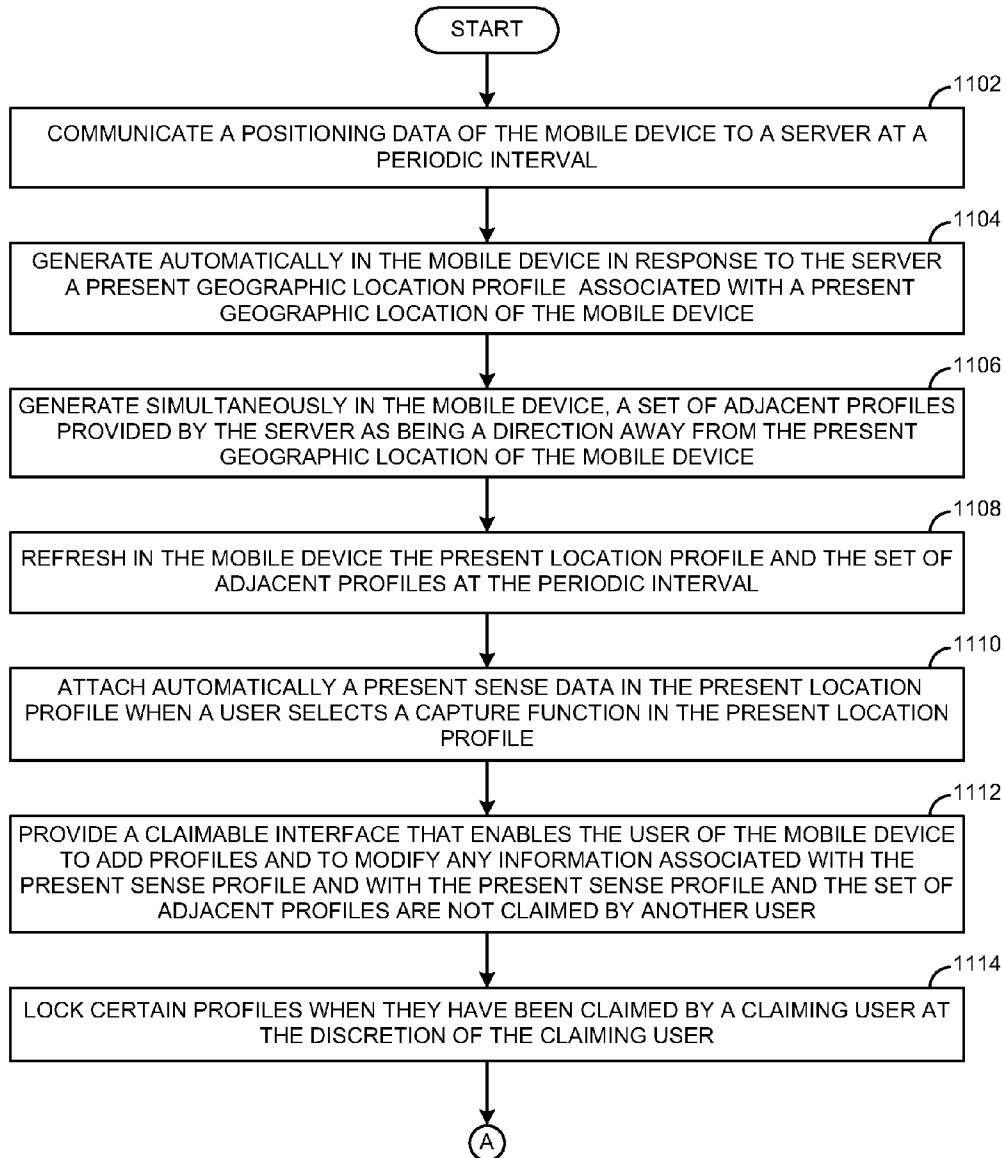 START
1102
COMMUNICATE A POSITIONING DATA OF THE MOBILE DEVICE TO A SERVER AT A
PERIODIC INTERVAL
1104
GENERATE AUTOMATICALLY IN THE MOBILE DEVICE IN RESPONSE TO THE SERVER
A PRESENT GEOGRAPHIC LOCATION PROFILE ASSOCIATED WITH A PRESENT
GEOGRAPHIC LOCATION OF THE MOBILE DEVICE
1106
GENERATE SIMULTANEOUSLY IN THE MOBILE DEVICE, A SET OF ADJACENT PROFILES
PROVIDED BY THE SERVER AS BEING A DIRECTION AWAY FROM THE PRESENT
GEOGRAPHIC LOCATION OF THE MOBILE DEVICE
1108
REFRESH IN THE MOBILE DEVICE THE PRESENT LOCATION PROFILE AND THE SET OF
ADJACENT PROFILES AT THE PERIODIC INTERVAL
1110
ATTACH AUTOMATICALLY A PRESENT SENSE DATA IN THE PRESENT LOCATION
PROFILE WHEN A USER SELECTS A CAPTURE FUNCTION IN THE PRESENT LOCATION
PROFILE
1112
PROVIDE A CLAIMABLE INTERFACE THAT ENABLES THE USER OF THE MOBILE DEVICE
TO ADD PROFILES AND TO MODIFY ANY INFORMATION ASSOCIATED WITH THE
PRESENT SENSE PROFILE AND WITH THE PRESENT SENSE PROFILE AND THE SET OF
ADJACENT PROFILES ARE NOT CLAIMED BY ANOTHER USER
1114
LOCK CERTAIN PROFILES WHEN THEY HAVE BEEN CLAIMED BY A CLAIMING USER AT
THE DISCRETION OF THE CLAIMING USER
A